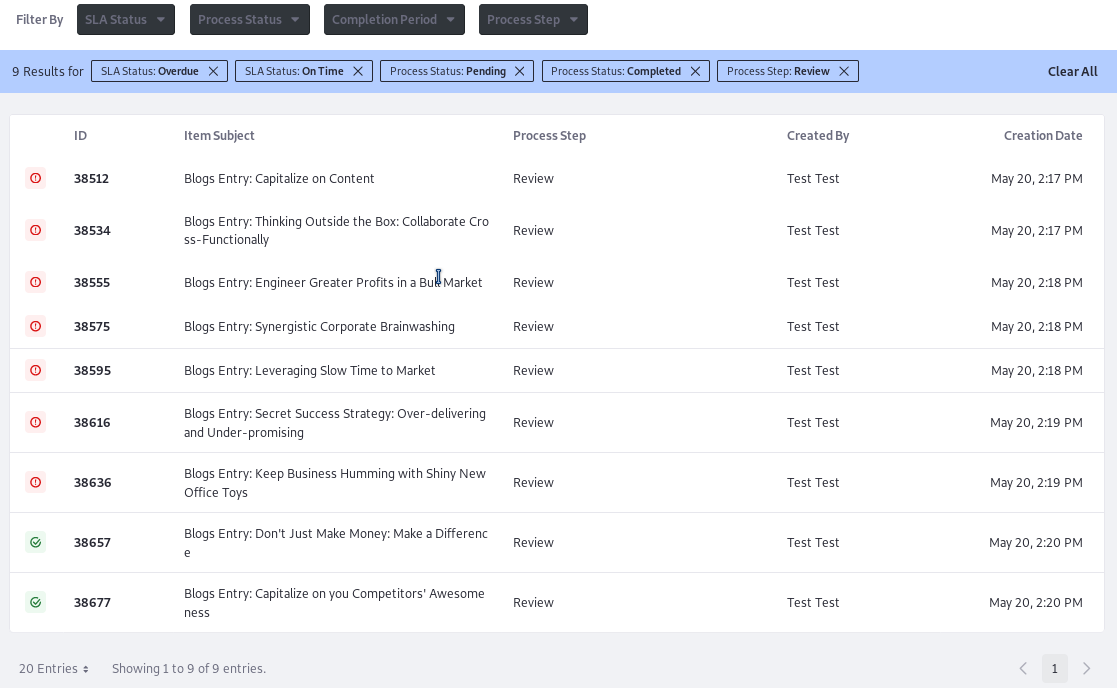 Filter By SLA Status Process Status Completion Period Process Step
9 Results for SLA Status: Overdue SLA Status: On Time Process Status: Pending Process Status: Completed Process Step: Review Clear All
ID Item Subject Process Step Created By Creation Date
38512 Blogs Entry: Capitalize on Content Review Test Test May 20, 2:17 PM
38534 Blogs Entry: Thinking Outside the Box: Collaborate Cro
ss-Functionally Review Test Test May 20, 2:17 PM
38555 Blogs Entry: Engineer Greater Profits in a Bull Market Review Test Test May 20, 2:18 PM
38575 Blogs Entry: Synergistic Corporate Brainwashing Review Test Test May 20, 2:18 PM
38595 Blogs Entry: Leveraging Slow Time to Market Review Test Test May 20, 2:18 PM
38616 Blogs Entry: Secret Success Strategy: Over-delivering
and Under-promising Review Test Test May 20, 2:19 PM
38636 Blogs Entry: Keep Business Humming with Shiny New
Office Toys Review Test Test May 20, 2:19 PM
38657 Blogs Entry: Don't Just Make Money: Make a Differenc
e Review Test Test May 20, 2:20 PM
38677 Blogs Entry: Capitalize on you Competitors' Awesome
ness Review Test Test May 20, 2:20 PM
20 Entries Showing 1 to 9 of 9 entries. 1